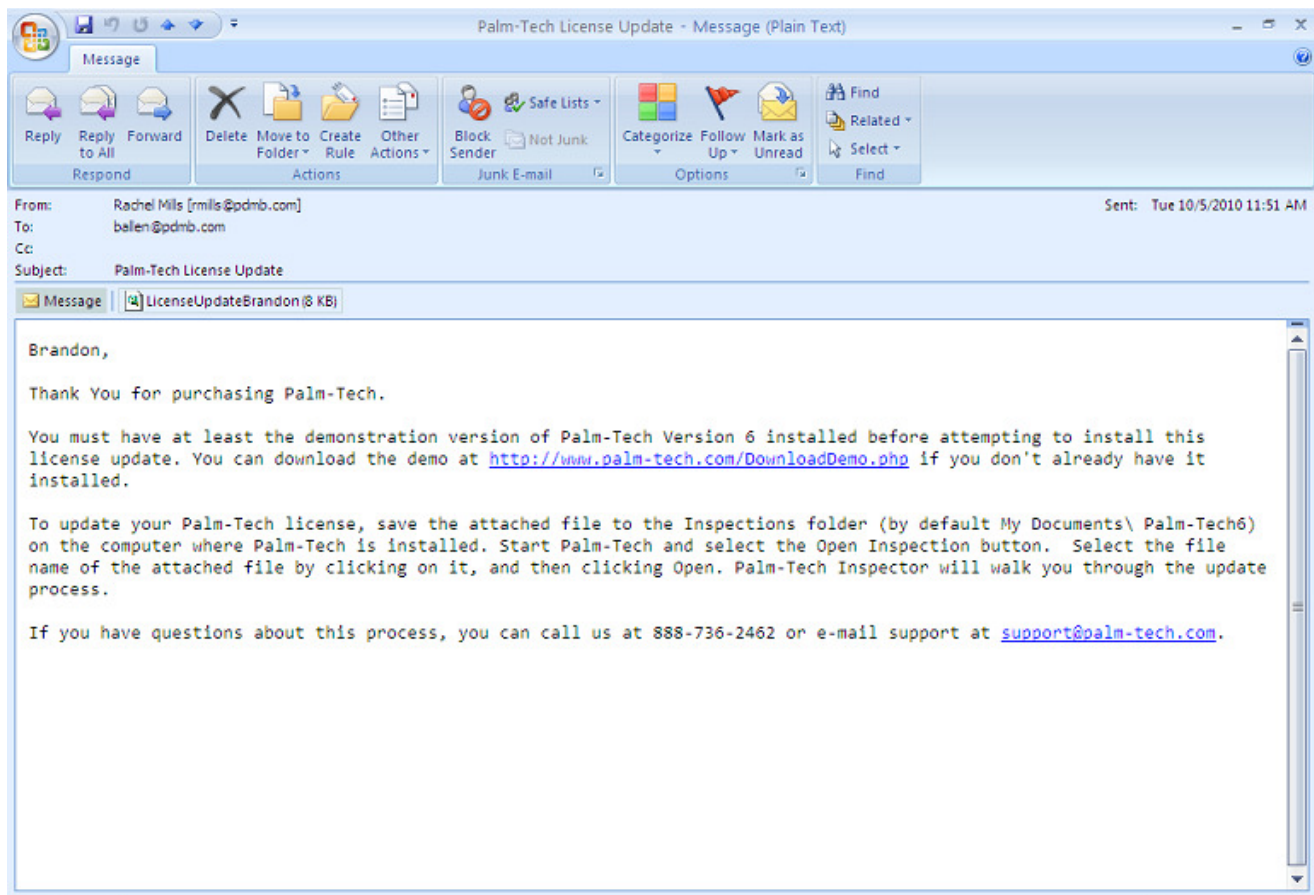 Palm-Tech License Update - Message (Plain Text)
Message
Reply
Reply to All
Forward
Delete
Move to Folder
Create Rule
Other Actions
Block Sender
Safe Lists
Not Junk
Categorize
Follow Up
Mark as Unread
Find
Related
Select
Respond
Actions
Junk E-mail
Options
Find
From: Rachel Mills [rmills@pdmb.com]
Sent: Tue 10/5/2010 11:51 AM
To: ballen@pdmb.com
Cc:
Subject: Palm-Tech License Update
Message
LicenseUpdateBrandon (8 KB)
Brandon,
Thank You for purchasing Palm-Tech.
You must have at least the demonstration version of Palm-Tech Version 6 installed before attempting to install this
license update. You can download the demo at http://www.palm-tech.com/DownloadDemo.php if you don't already have it
installed.
To update your Palm-Tech license, save the attached file to the Inspections folder (by default My Documents\ Palm-Tech6)
on the computer where Palm-Tech is installed. Start Palm-Tech and select the Open Inspection button.  Select the file
name of the attached file by clicking on it, and then clicking Open. Palm-Tech Inspector will walk you through the update
process.
If you have questions about this process, you can call us at 888-736-2462 or e-mail support at support@palm-tech.com.